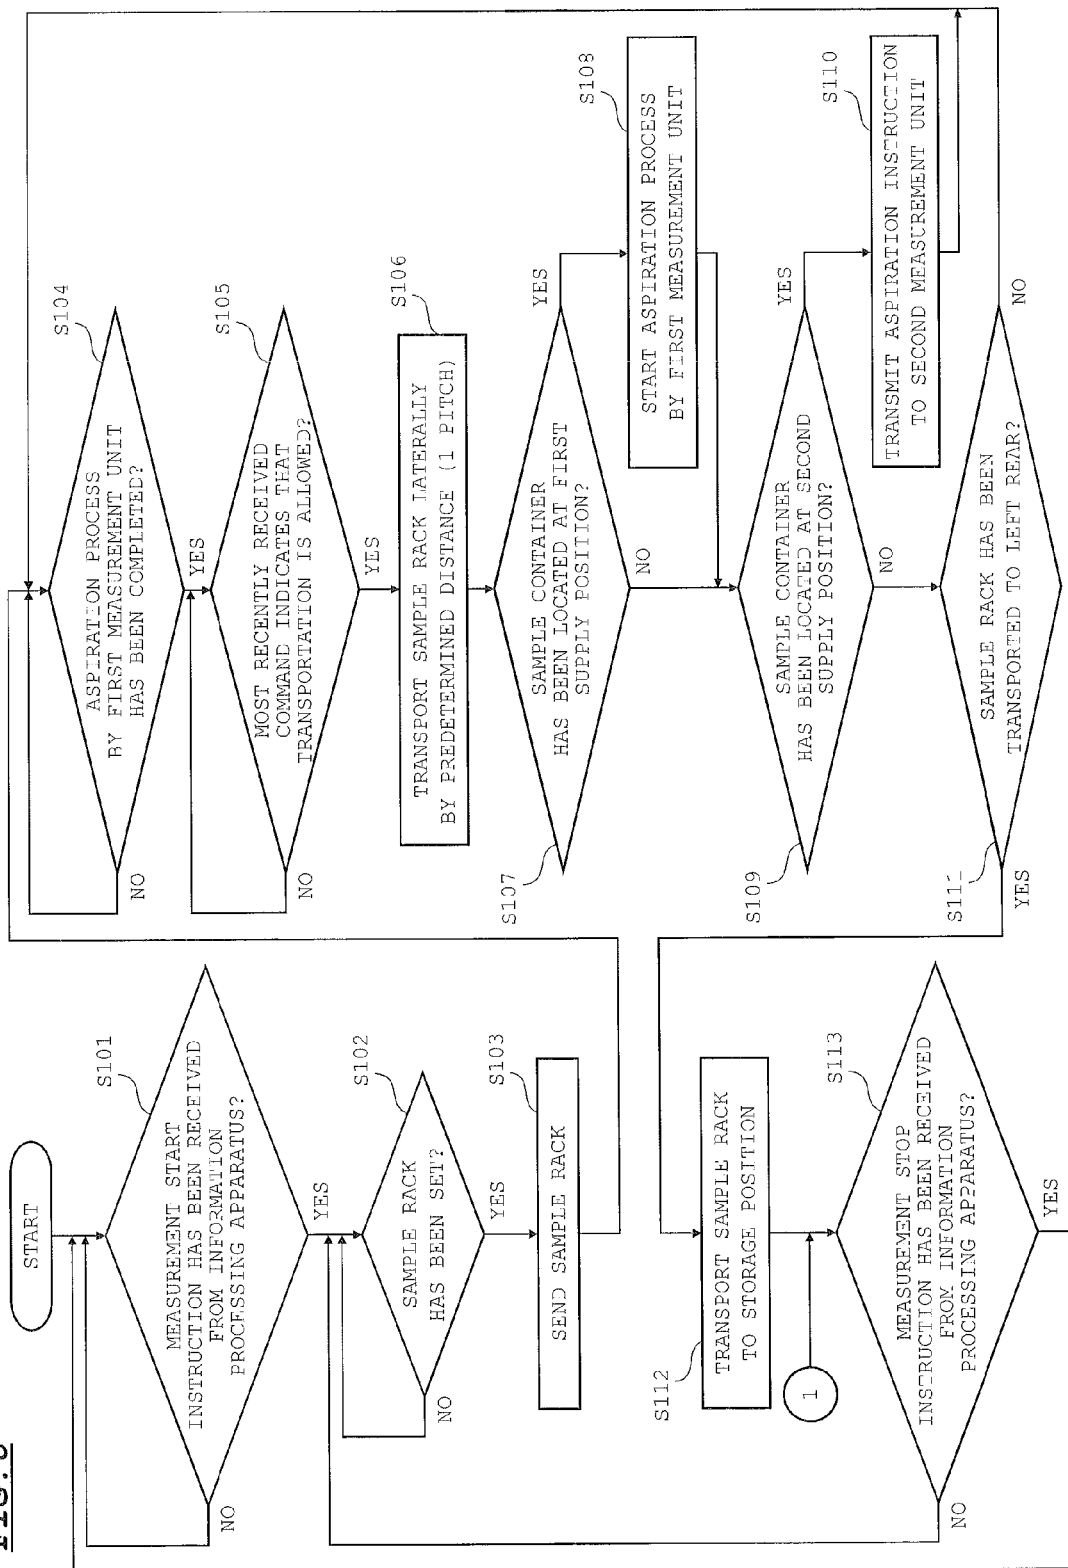 START
S101
MEASUREMENT START
INSTRUCTION HAS BEEN RECEIVED
FROM INFORMATION
PROCESSING APPARATUS?
NO
YES
S102
SAMPLE RACK
HAS BEEN SET?
NO
YES
S103
SEND SAMPLE RACK
S104
ASPIRATION PROCESS
BY FIRST MEASUREMENT UNIT
HAS BEEN COMPLETED?
NO
YES
S105
MOST RECENTLY RECEIVED
COMMAND INDICATES THAT
TRANSPORTATION IS ALLOWED?
NO
YES
S106
TRANSPORT SAMPLE RACK LATERALLY
BY PREDETERMINED DISTANCE (1 PITCH)
S107
SAMPLE CONTAINER
HAS BEEN LOCATED AT FIRST
SUPPLY POSITION?
YES
NO
S108
START ASPIRATION PROCESS
BY FIRST MEASUREMENT UNIT
S109
SAMPLE CONTAINER
HAS BEEN LOCATED AT SECOND
SUPPLY POSITION?
YES
NO
S110
TRANSMIT ASPIRATION INSTRUCTION
TO SECOND MEASUREMENT UNIT
S111
SAMPLE RACK HAS BEEN
TRANSPORTED TO LEFT REAR?
YES
NO
S112
TRANSPORT SAMPLE RACK
TO STORAGE POSITION
1
S113
MEASUREMENT STOP
INSTRUCTION HAS BEEN RECEIVED
FROM INFORMATION
PROCESSING APPARATUS?
NO
YES